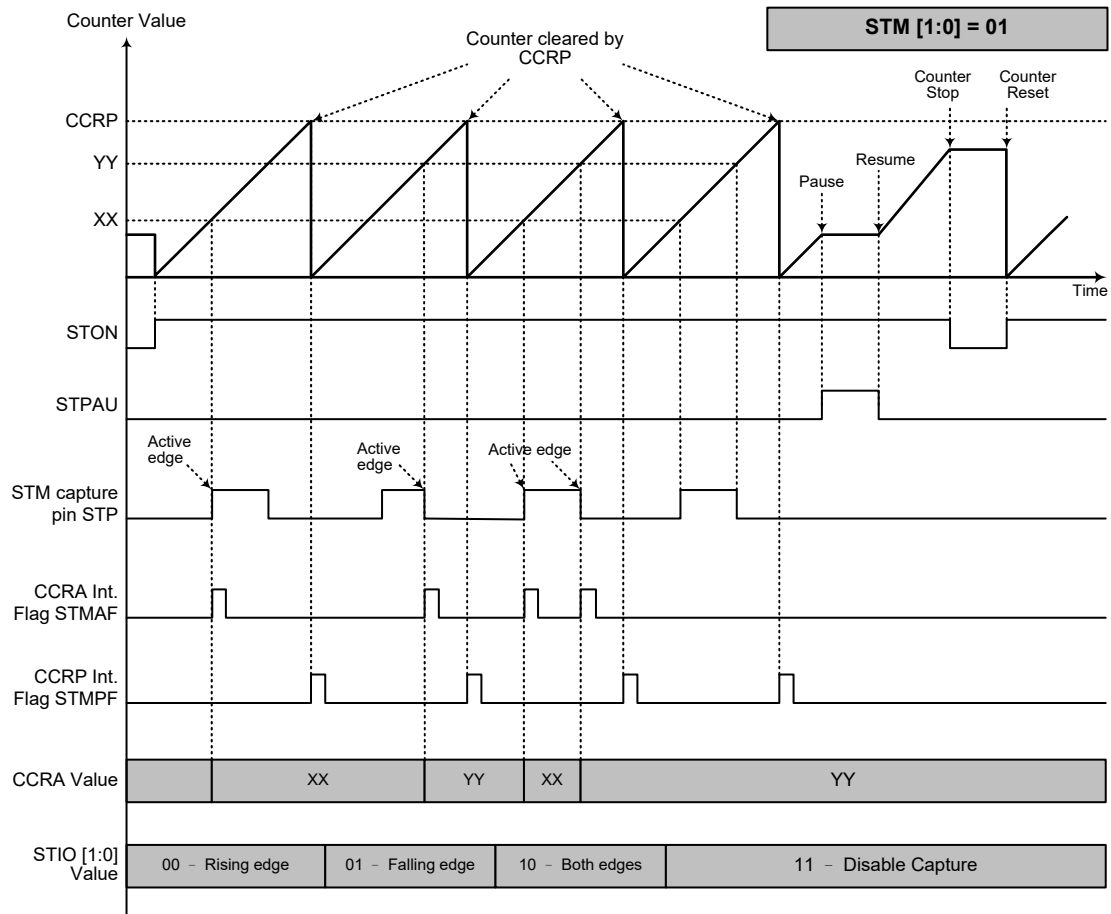 Counter Value
STM [1:0] = 01
Counter cleared by
CCRP
Counter
Stop
Counter
Reset
CCRP
YY
Resume
Pause
XX
Time
STON
STPAU
Active
edge
Active
edge
Active edge
STM capture
pin STP
CCRA Int.
Flag STMAF
CCRP Int.
Flag STMPF
CCRA Value
XX
YY
XX
YY
STIO [1:0]
Value
00 – Rising edge
01 – Falling edge
10 – Both edges
11 – Disable Capture